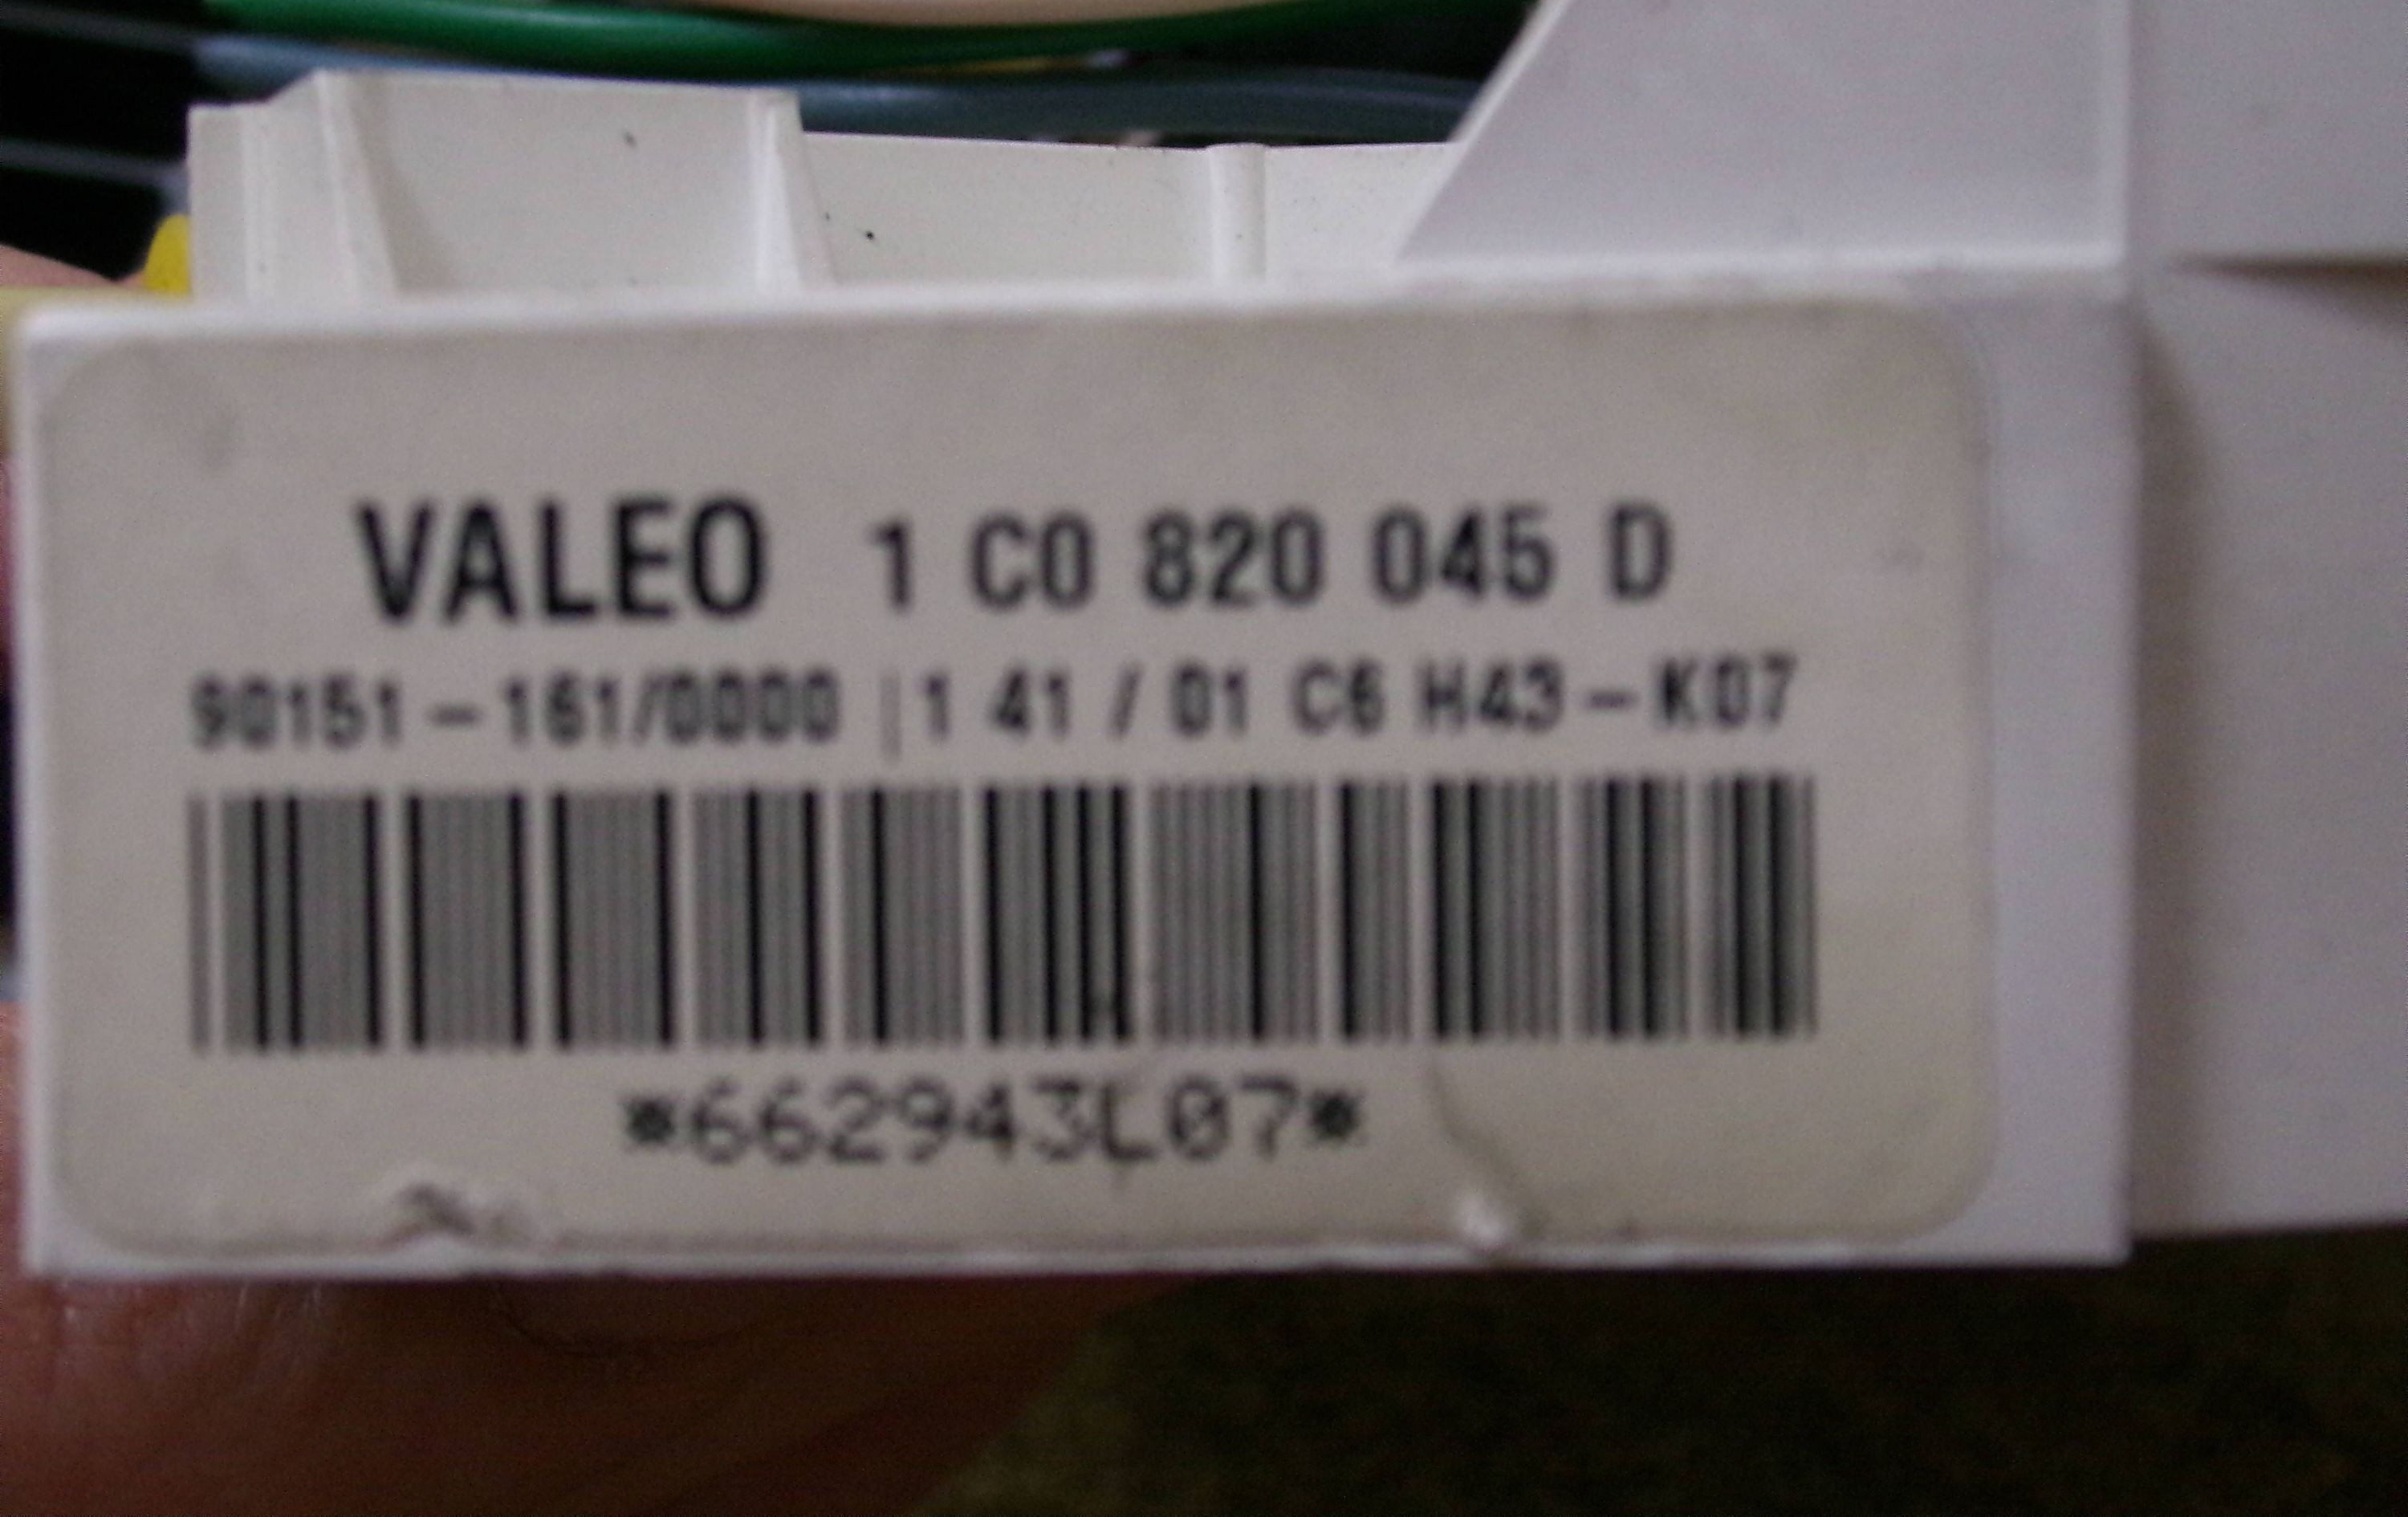 VALEO 1 C0 820 045 D
90151-161/0000 | 1 41 / 01 C6 H43-K07
*662943L07*